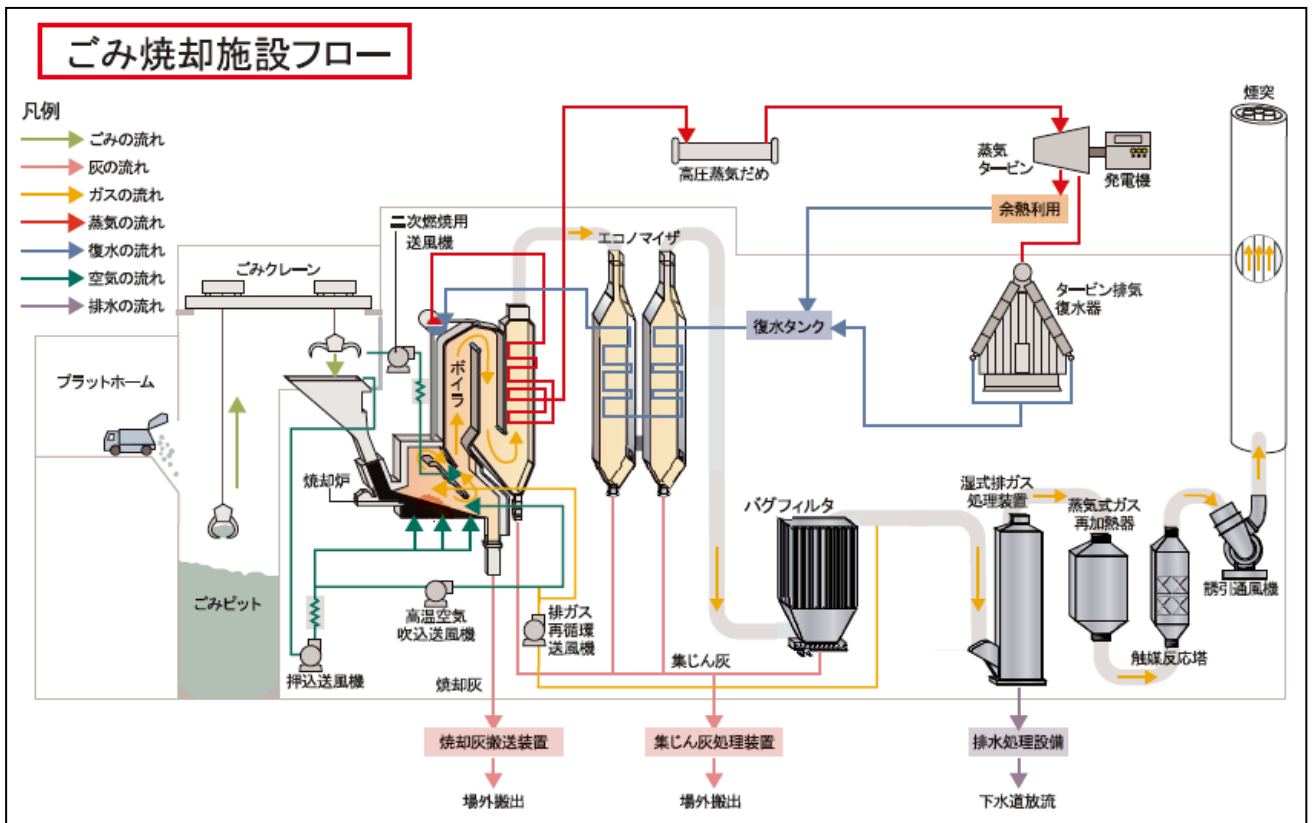 ごみ焼却施設フロー
凡例
ごみの流れ
灰の流れ
ガスの流れ
蒸気の流れ
復水の流れ
空気の流れ
排水の流れ
煙突
蒸気
タービン
発電機
高圧蒸気だめ
余熱利用
二次燃焼用
送風機
エコノマイザ
ごみクレーン
タービン排気
復水器
復水タンク
プラットホーム
ボイラ
焼却炉
バグフィルタ
湿式排ガス
処理装置
蒸気式ガス
再加熱器
誘引通風機
ごみピット
高温空気
吹込送風機
排ガス
再循環
送風機
触媒反応塔
押込送風機
焼却灰
集じん灰
焼却灰搬送装置
集じん灰処理装置
排水処理設備
場外搬出
場外搬出
下水道放流